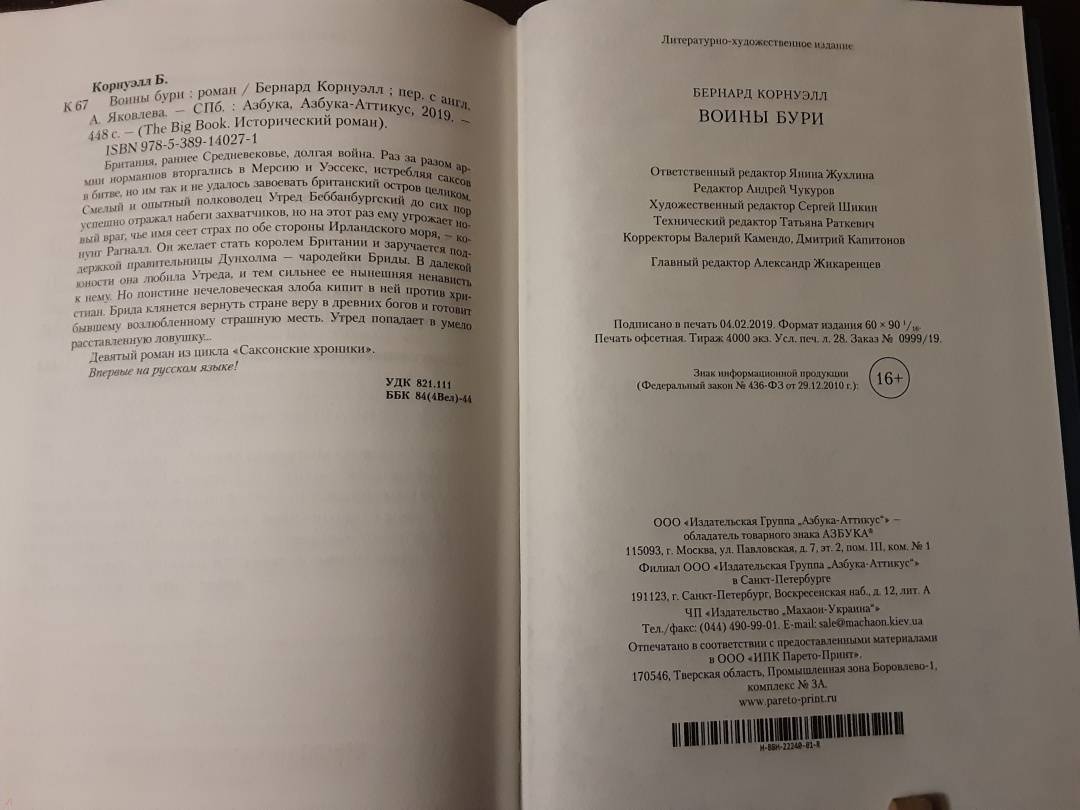 Корнуэлл Б.
К 67 Воины бури : роман / Бернард Корнуэлл ; пер. с англ.
А. Яковлева. — СПб. : Азбука, Азбука-Аттикус, 2019. —
448 с. — (The Big Book. Исторический роман).
ISBN 978-5-389-14027-1
Британия, раннее Средневековье, долгая война. Раз за разом ар-
мии норманнов вторгались в Мерсию и Уэссекс, истребляя саксов
в битве, но им так и не удалось завоевать британский остров целиком.
Смелый и опытный полководец Утред Беббанбургский до сих пор
успешно отражал набеги захватчиков, но на этот раз ему угрожает но-
вый враг, чье имя сеет страх по обе стороны Ирландского моря, — ко-
нунг Рагналл. Он желает стать королем Британии и заручается под-
держкой правительницы Дунхолма — чародейки Бриды. В далекой
юности она любила Утреда, и тем сильнее ее нынешняя ненависть
к нему. Но поистине нечеловеческая злоба кипит в ней против хри-
стиан. Брида клянется вернуть стране веру в древних богов и готовит
бывшему возлюбленному страшную месть. Утред попадает в умело
расставленную ловушку...
Девятый роман из цикла «Саксонские хроники».
Впервые на русском языке!
УДК 821.111
ББК 84(4Вел)-44
Литературно-художественное издание
БЕРНАРД КОРНУЭЛЛ
ВОИНЫ БУРИ
Ответственный редактор Янина Жухлина
Редактор Андрей Чукуров
Художественный редактор Сергей Шикин
Технический редактор Татьяна Раткевич
Корректоры Валерий Камендо, Дмитрий Капитонов
Главный редактор Александр Жикаренцев
Подписано в печать 04.02.2019. Формат издания 60 × 90 1/16.
Печать офсетная. Тираж 4000 экз. Усл. печ. л. 28. Заказ № 0999/19.
Знак информационной продукции
(Федеральный закон № 436-ФЗ от 29.12.2010 г.):
16+
ООО «Издательская Группа „Азбука-Аттикус“» —
обладатель товарного знака АЗБУКА®
115093, г. Москва, ул. Павловская, д. 7, эт. 2, пом. III, ком. № 1
Филиал ООО «Издательская Группа „Азбука-Аттикус“»
в Санкт-Петербурге
191123, г. Санкт-Петербург, Воскресенская наб., д. 12, лит. А
ЧП «Издательство „Махаон-Украина“»
Тел./факс: (044) 490-99-01. E-mail: sale@machaon.kiev.ua
Отпечатано в соответствии с предоставленными материалами
в ООО «ИПК Парето-Принт».
170546, Тверская область, Промышленная зона Боровлево-1,
комплекс № 3А.
www.pareto-print.ru
H-BBH-22240-01-R